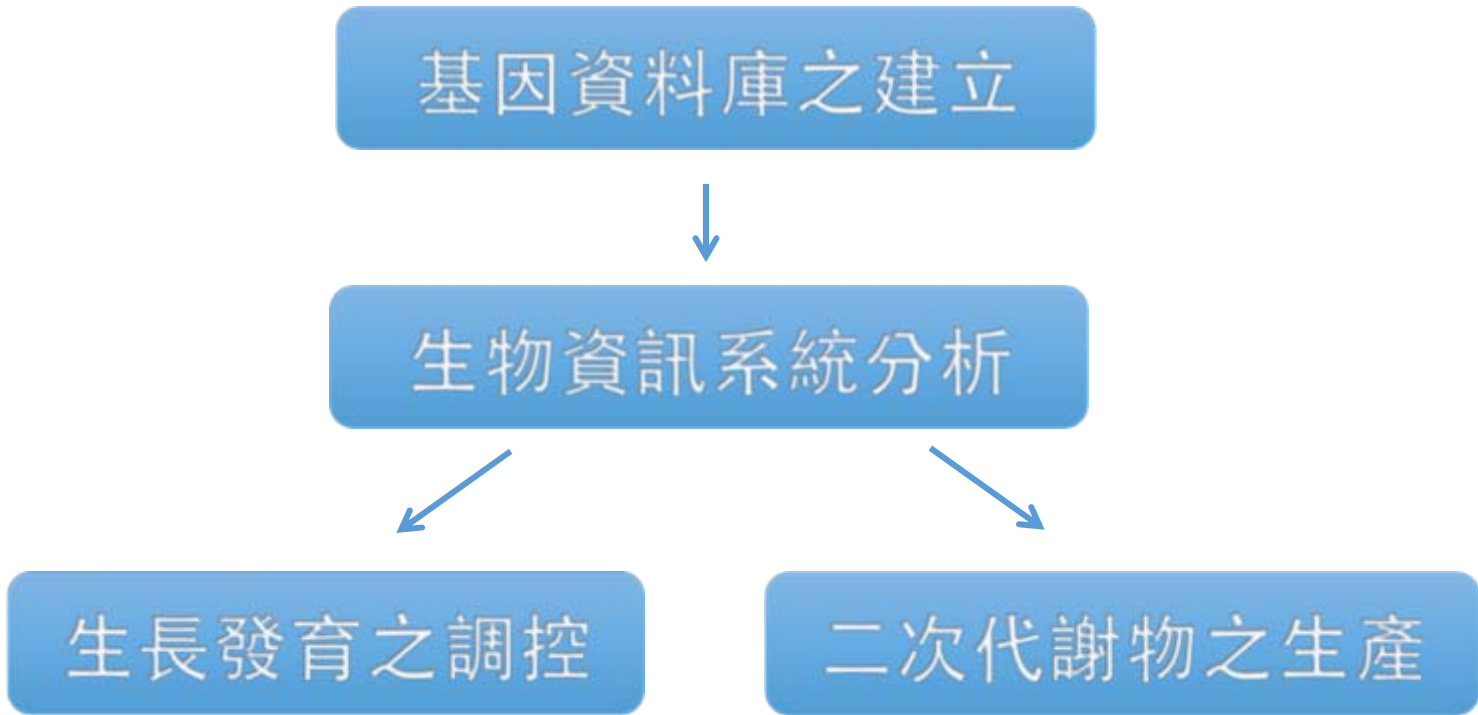 基因資料庫之建立
生物資訊系統分析
生長發育之調控
二次代謝物之生產